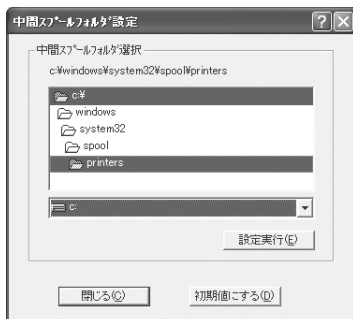 中間ｽﾌﾟｰﾙﾌｫﾙﾀﾞ設定
中間ｽﾌﾟｰﾙﾌｫﾙﾀﾞ選択
c:¥windows¥system32¥spool¥printers
c:¥
windows
system32
spool
printers
c:
設定実行(E)
閉じる(C)
初期値にする(D)